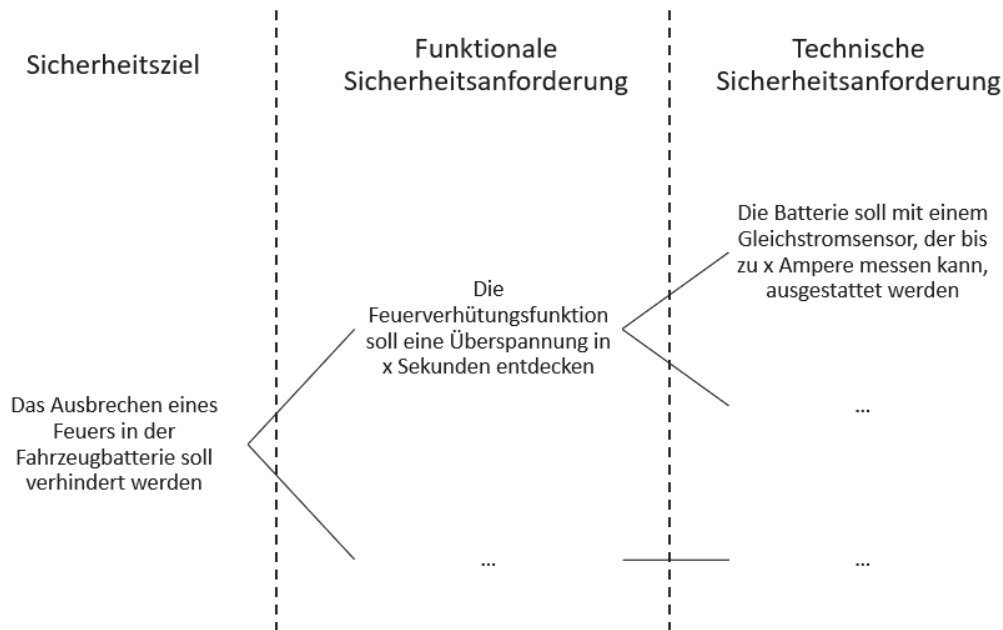 Sicherheitsziel
Funktionale
Sicherheitsanforderung
Technische
Sicherheitsanforderung
Das Ausbrechen eines
Feuers in der
Fahrzeugbatterie soll
verhindert werden
Die
Feuerverhütungsfunktion
soll eine Überspannung in
x Sekunden entdecken
...
Die Batterie soll mit einem
Gleichstromsensor, der bis
zu x Ampere messen kann,
ausgestattet werden
...
...